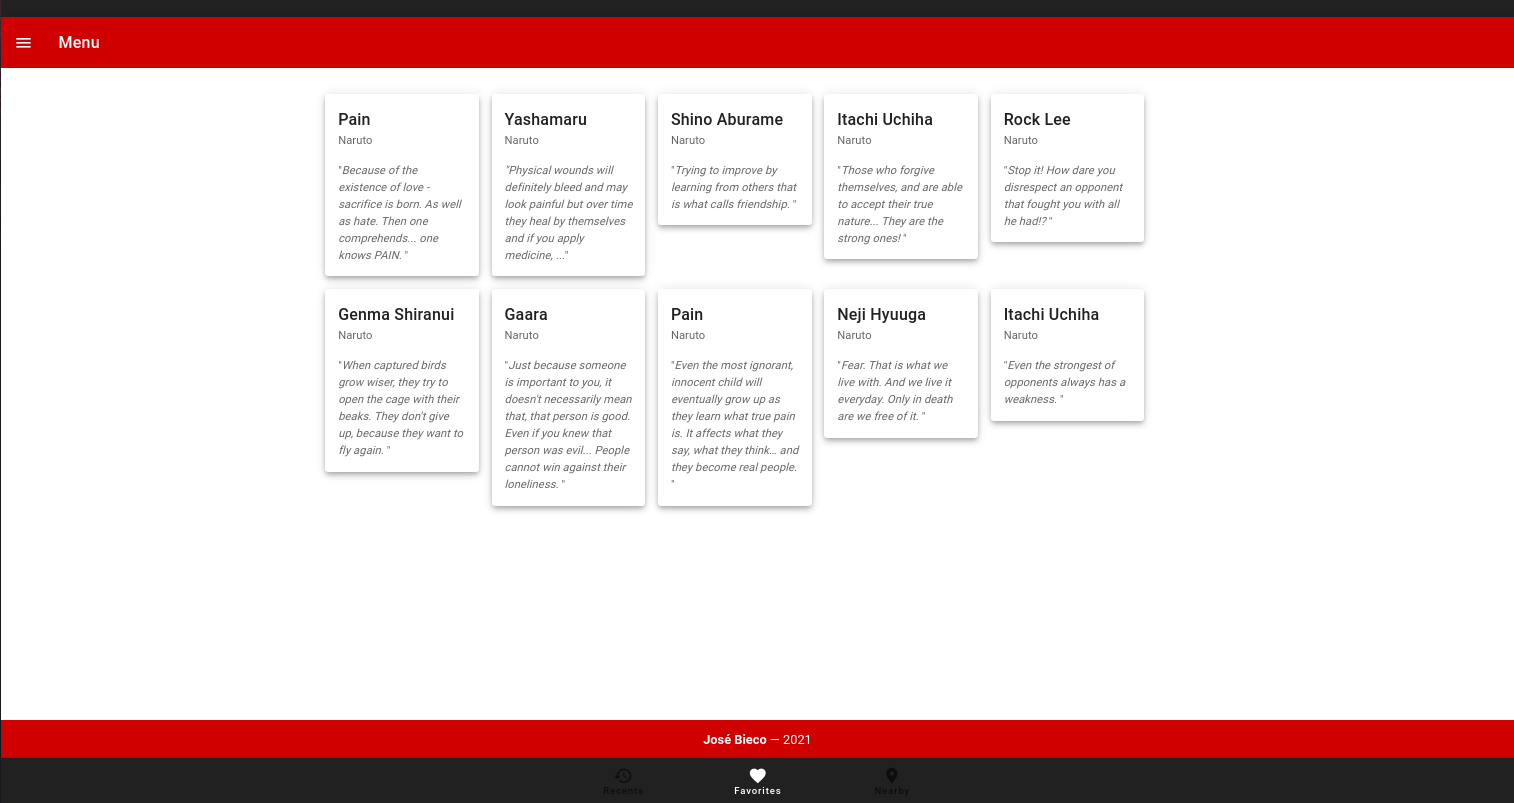 Menu
Pain
Naruto
"Because of the
existence of love -
sacrifice is born. As well
as hate. Then one
comprehends... one
knows PAIN. "
Yashamaru
Naruto
"Physical wounds will
definitely bleed and may
look painful but over time
they heal by themselves
and if you apply
medicine, ..."
Shino Aburame
Naruto
"Trying to improve by
learning from others that
is what calls friendship. "
Itachi Uchiha
Naruto
"Those who forgive
themselves, and are able
to accept their true
nature... They are the
strong ones! "
Rock Lee
Naruto
"Stop it! How dare you
disrespect an opponent
that fought you with all
he had!? "
Genma Shiranui
Naruto
"When captured birds
grow wiser, they try to
open the cage with their
beaks. They don't give
up, because they want to
fly again. "
Gaara
Naruto
"Just because someone
is important to you, it
doesn't necessarily mean
that, that person is good.
Even if you knew that
person was evil... People
cannot win against their
loneliness. "
Pain
Naruto
"Even the most ignorant,
innocent child will
eventually grow up as
they learn what true pain
is. It affects what they
say, what they think… and
they become real people.
"
Neji Hyuuga
Naruto
"Fear. That is what we
live with. And we live it
everyday. Only in death
are we free of it. "
Itachi Uchiha
Naruto
"Even the strongest of
opponents always has a
weakness. "
José Bieco — 2021
Recents
Favorites
Nearby